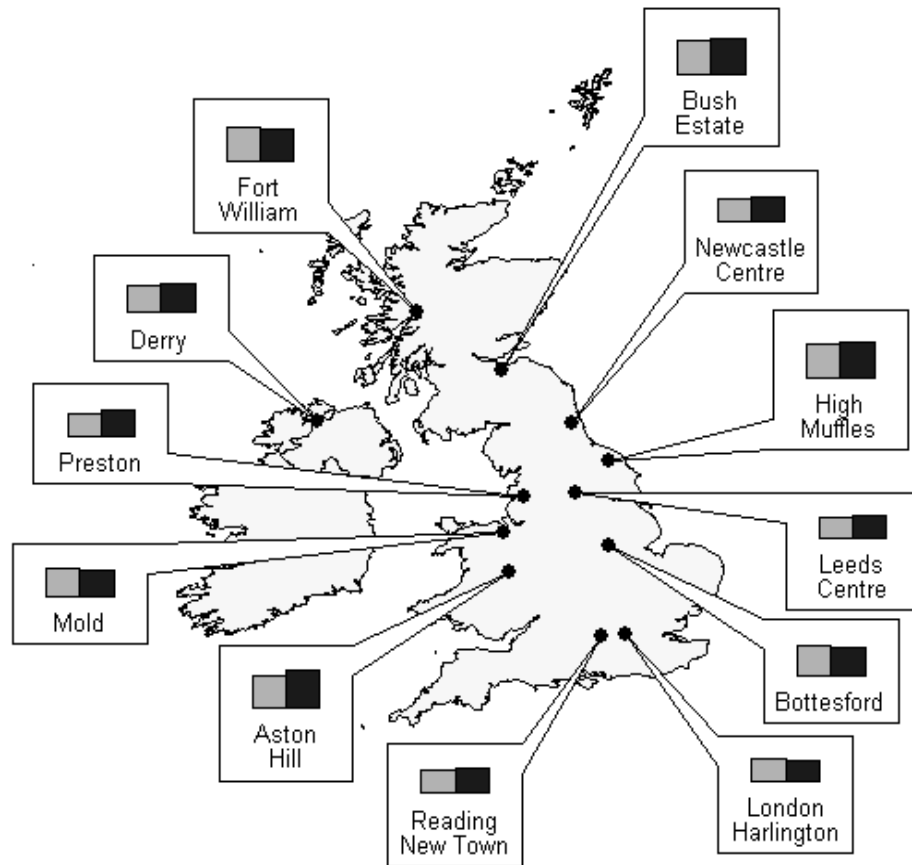 Bush
Estate
Fort
William
Newcastle
Centre
Derry
High
Muffles
Preston
Leeds
Centre
Mold
Bottesford
Aston
Hill
Reading
New Town
London
Harlington